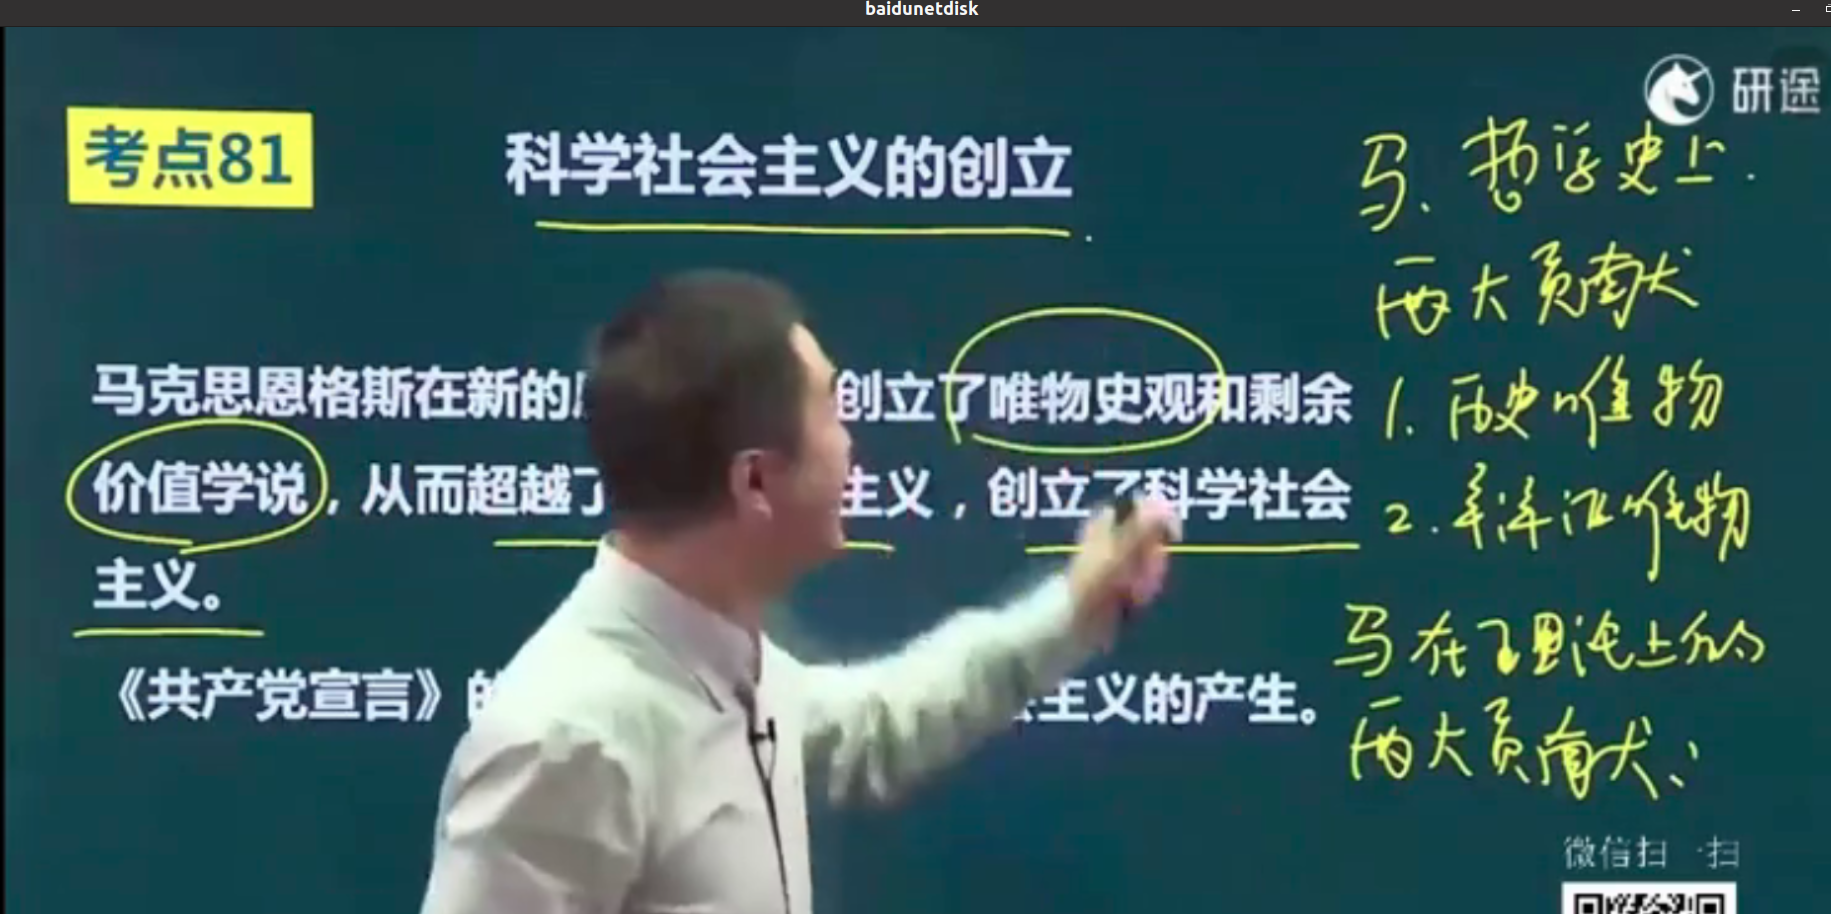 baidunetdisk
研途
考点81
科学社会主义的创立
马克思恩格斯在新的 创立了唯物史观和剩余
价值学说，从而超越了 主义，创立了科学社会
主义。
《共产党宣言》的 主义的产生。
马. 哲学史上.
两大贡献
1. 历史唯物
2. 辩证唯物
马在理论上的
两大贡献:
微信扫一扫